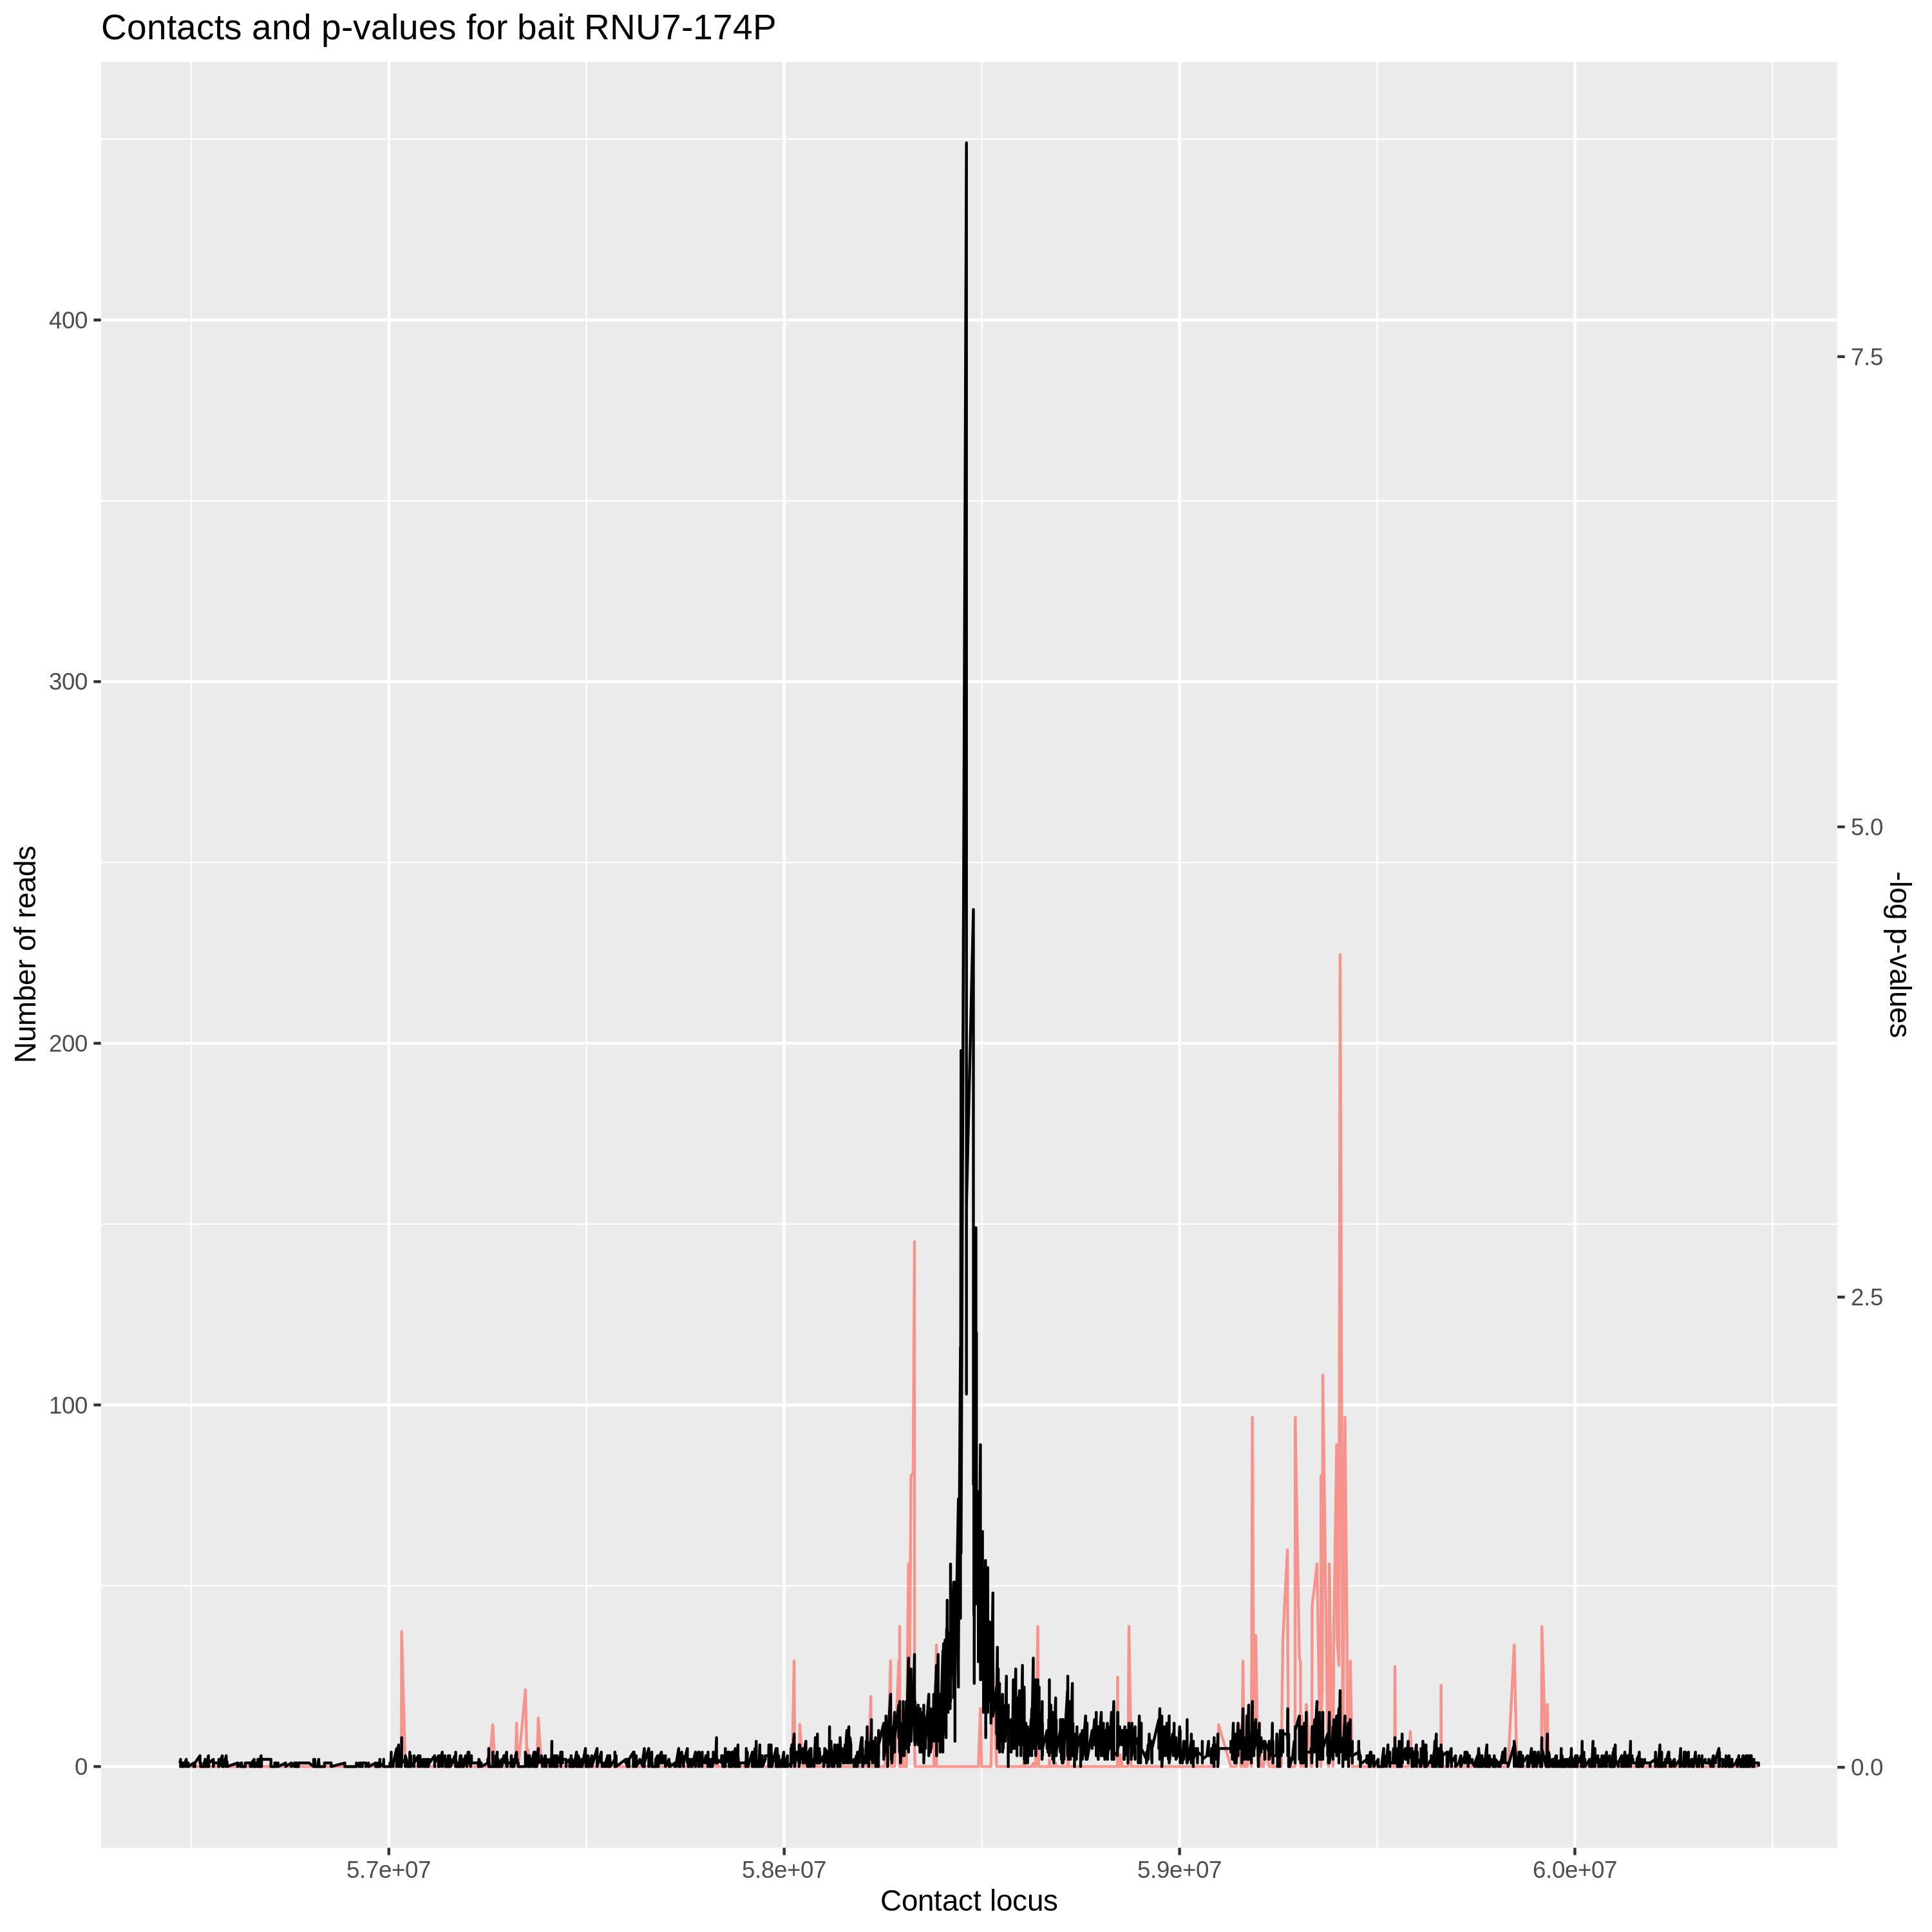 Contacts and p-values for bait RNU7-174P
400
300
200
100
0
Number of reads
7.5
5.0
2.5
0.0
-log p-values
5.7e+07
5.8e+07
5.9e+07
6.0e+07
Contact locus